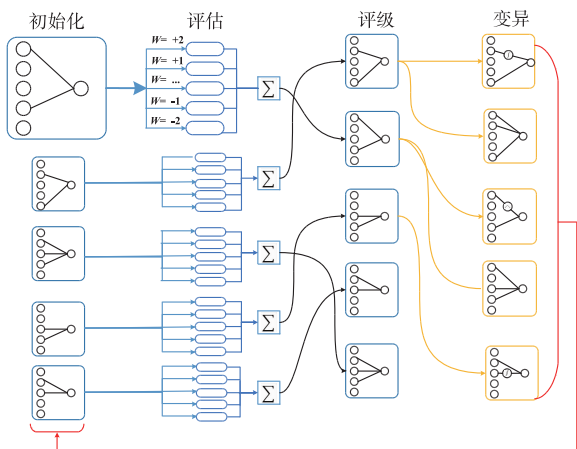 初始化 评估 评级 变异
W= +2
W= +1
W= ...
W= -1
W= -2
∑
∑
∑
∑
∑